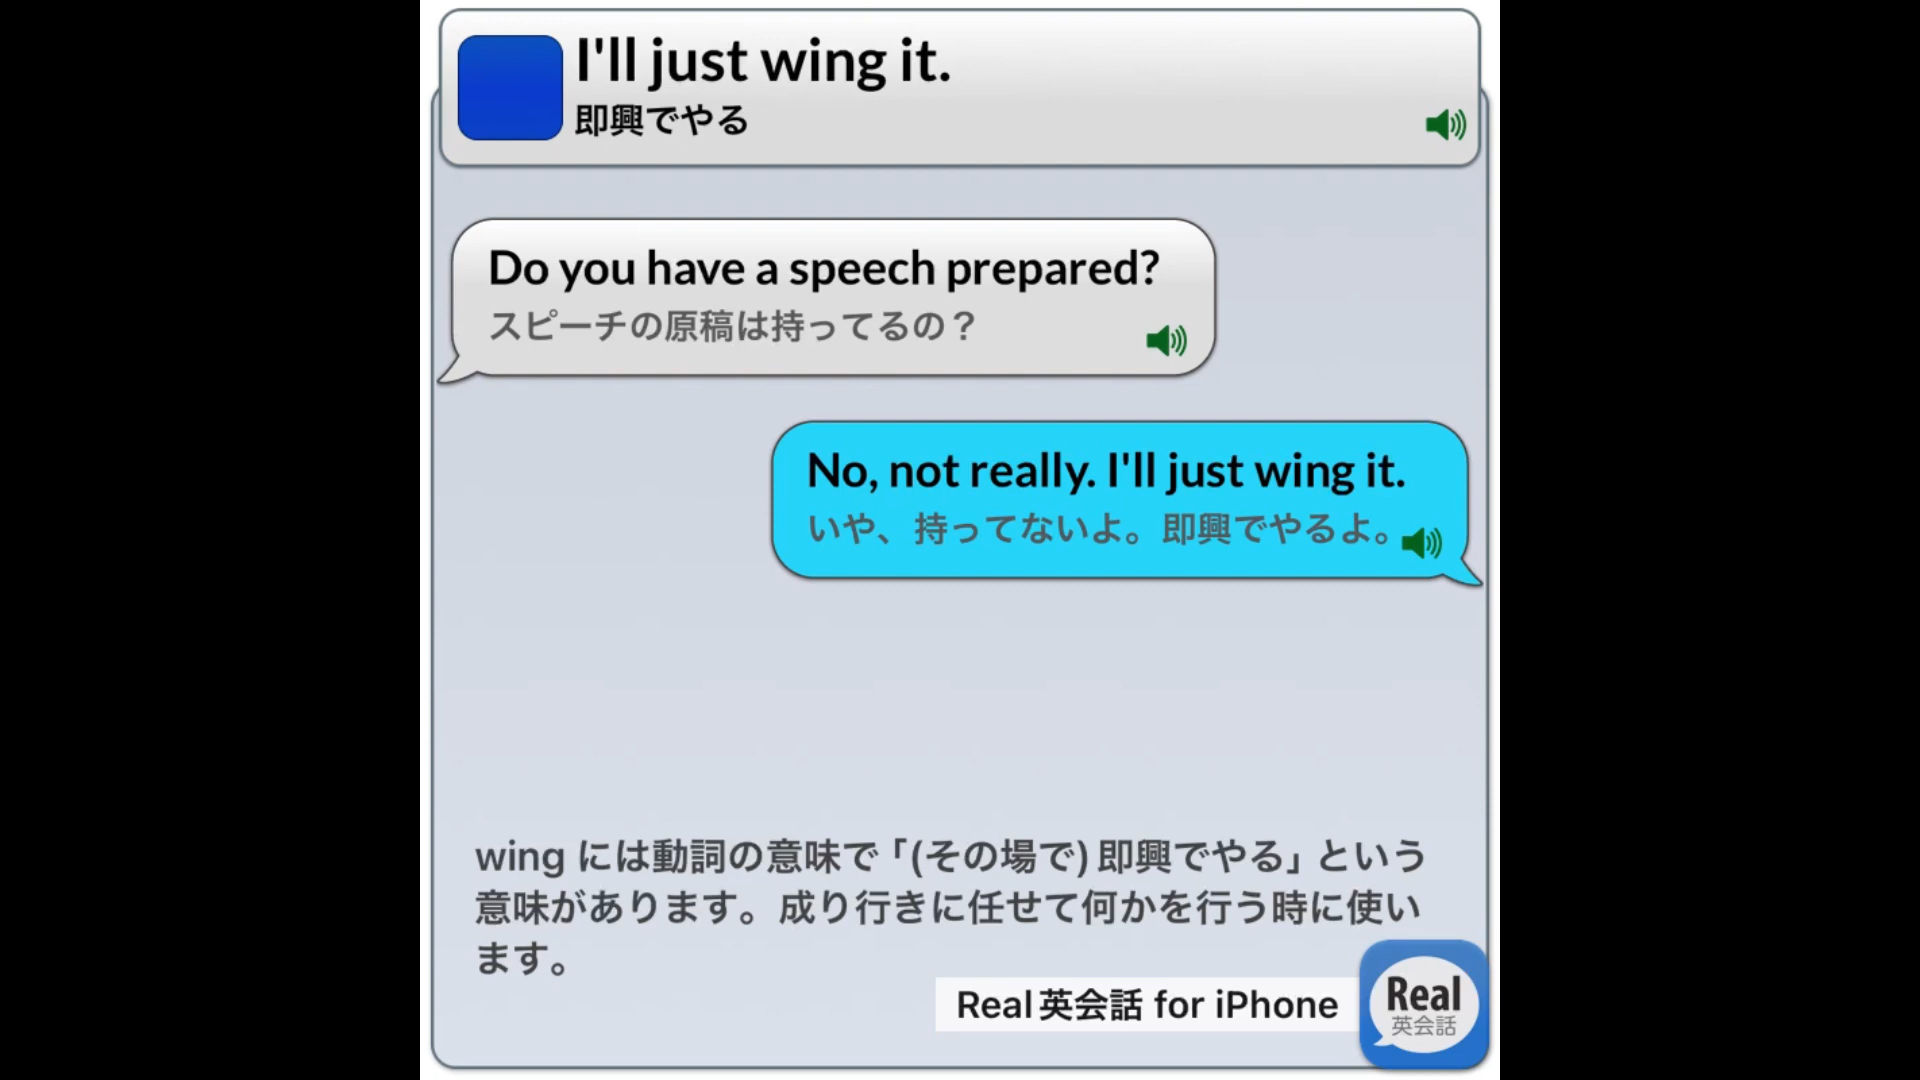 I'll just wing it.
即興でやる
Do you have a speech prepared?
スピーチの原稿は持ってるの？
No, not really. I'll just wing it.
いや、持ってないよ。即興でやるよ。
wing には動詞の意味で「(その場で) 即興でやる」という
意味があります。成り行きに任せて何かを行う時に使い
ます。
Real英会話 for iPhone
Real
英会話